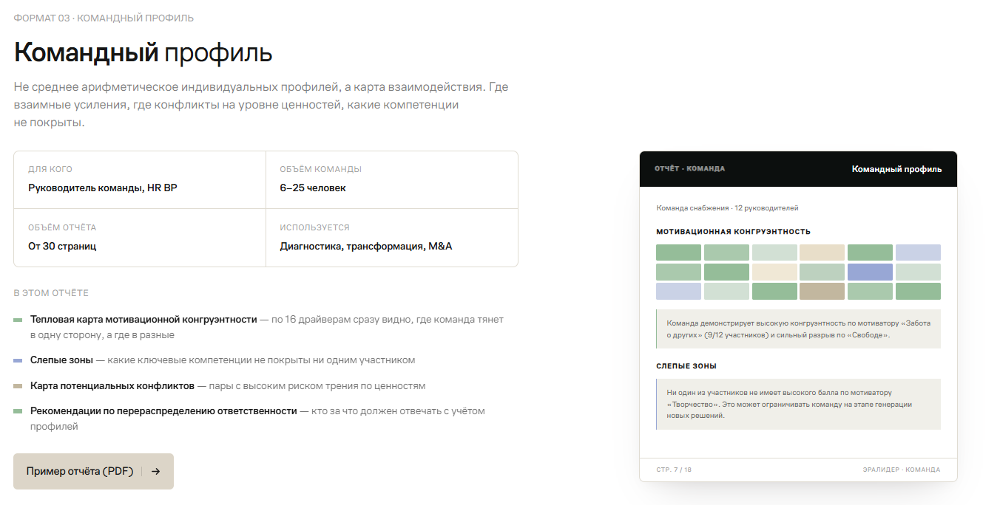 ФОРМАТ 03 · КОМАНДНЫЙ ПРОФИЛЬ
Командный профиль
Не среднее арифметическое индивидуальных профилей, а карта взаимодействия. Где
взаимные усиления, где конфликты на уровне ценностей, какие компетенции
не покрыты.
ДЛЯ КОГО
Руководитель команды, HR BP
ОБЪЁМ КОМАНДЫ
6–25 человек
ОБЪЁМ ОТЧЁТА
От 30 страниц
ИСПОЛЬЗУЕТСЯ
Диагностика, трансформация, M&A
В ЭТОМ ОТЧЁТЕ
Тепловая карта мотивационной конгруэнтности — по 16 драйверам сразу видно, где команда тянет
в одну сторону, а где в разные
Слепые зоны — какие ключевые компетенции не покрыты ни одним участником
Карта потенциальных конфликтов — пары с высоким риском трения по ценностям
Рекомендации по перераспределению ответственности — кто за что должен отвечать с учётом
профилей
Пример отчёта (PDF) →
ОТЧЁТ · КОМАНДА
Командный профиль
Команда снабжения · 12 руководителей
МОТИВАЦИОННАЯ КОНГРУЭНТНОСТЬ
Команда демонстрирует высокую конгруэнтность по мотиватору «Забота
о других» (9/12 участников) и сильный разрыв по «Свободе».
СЛЕПЫЕ ЗОНЫ
Ни один из участников не имеет высокого балла по мотиватору
«Творчество». Это может ограничивать команду на этапе генерации
новых решений.
СТР. 7 / 18
ЭРАЛИДЕР · КОМАНДА